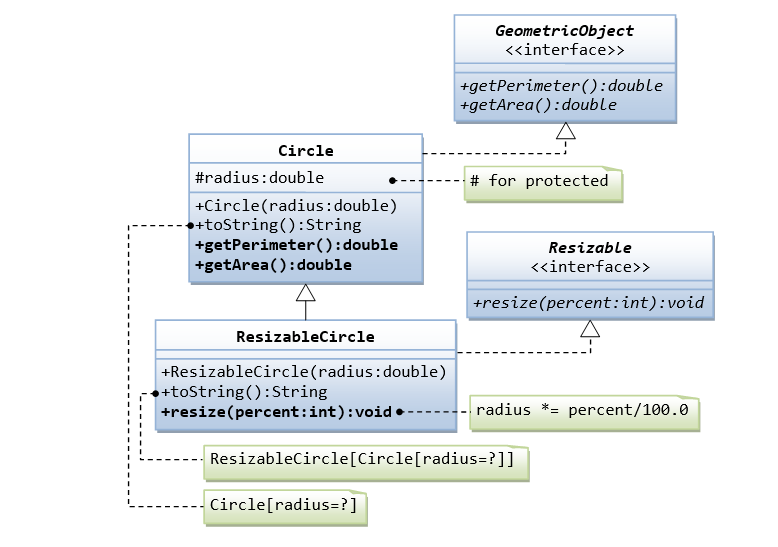 GeometricObject
<<interface>>
+getPerimeter():double
+getArea():double
Circle
#radius:double
# for protected
+Circle(radius:double)
+toString():String
+getPerimeter():double
+getArea():double
Resizable
<<interface>>
+resize(percent:int):void
ResizableCircle
+ResizableCircle(radius:double)
+toString():String
+resize(percent:int):void
radius *= percent/100.0
ResizableCircle[Circle[radius=?]]
Circle[radius=?]